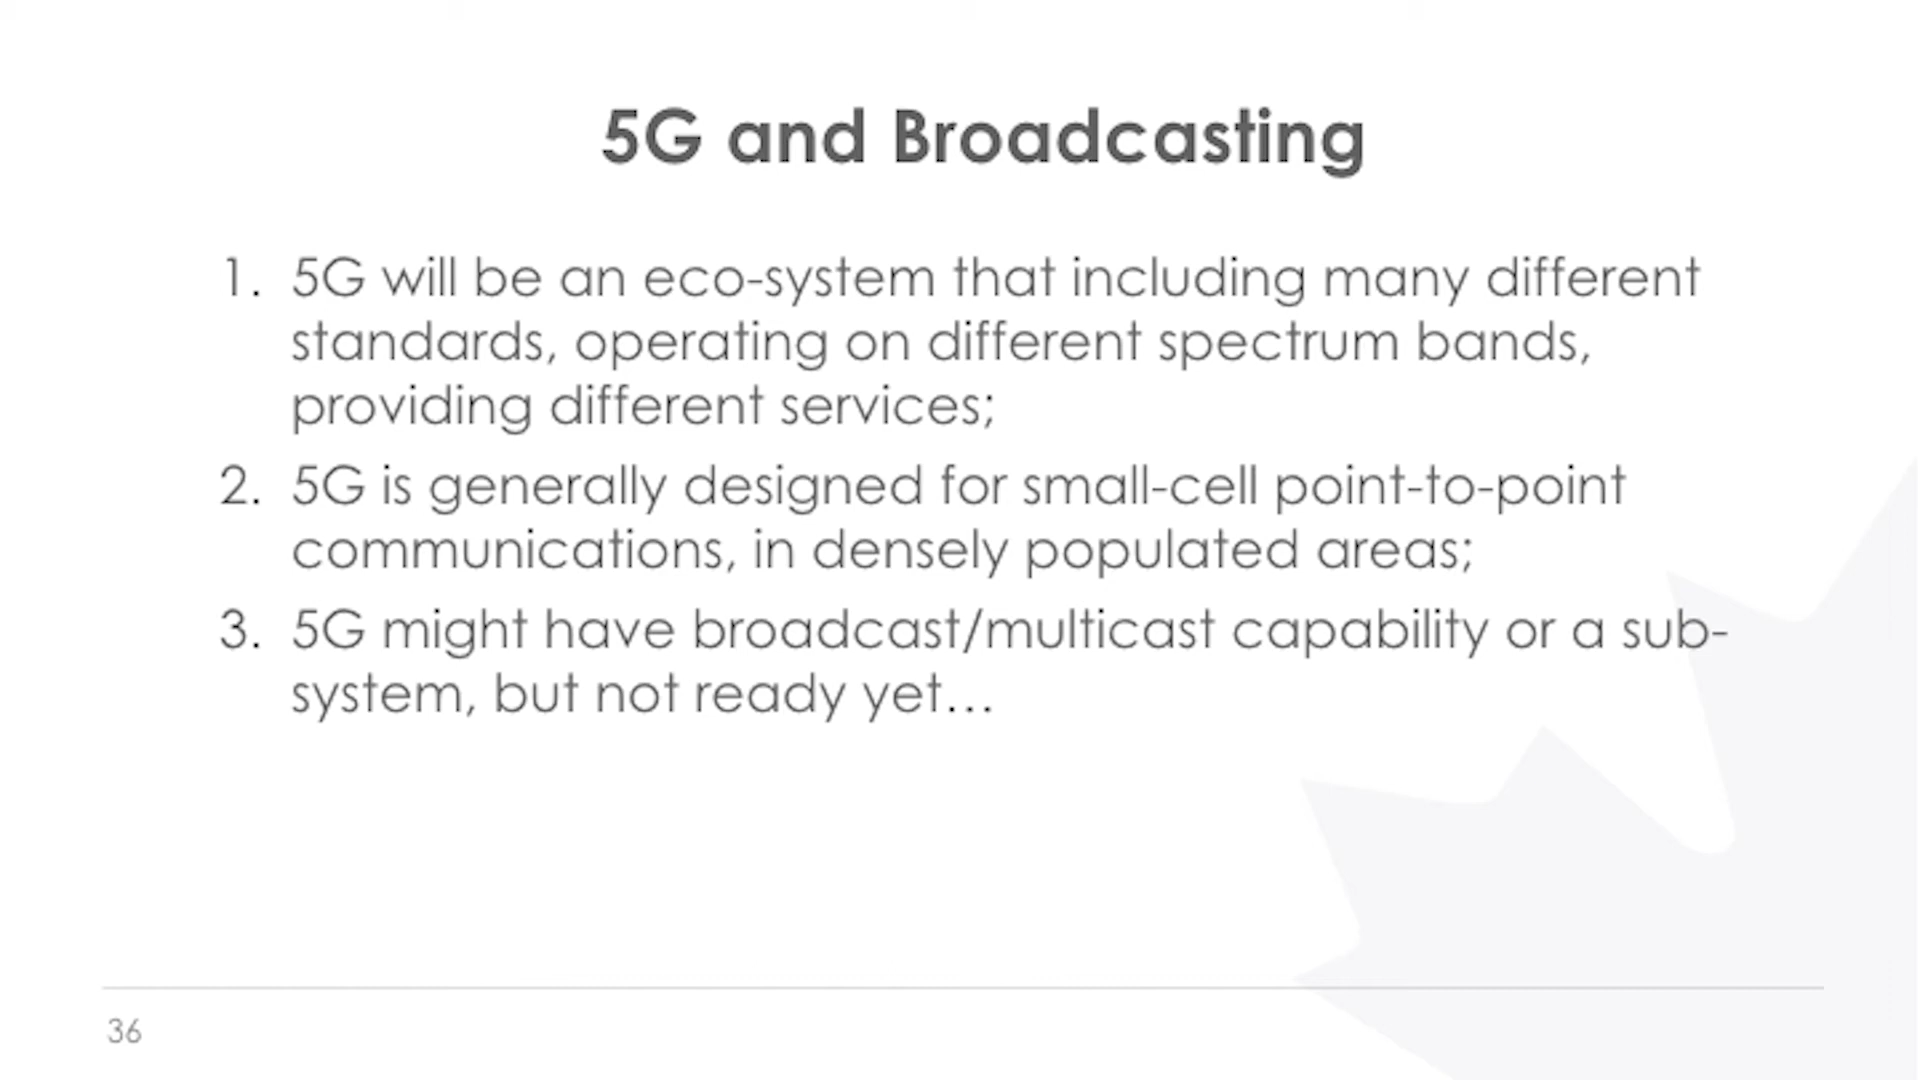 5G and Broadcasting
1. 5G will be an eco-system that including many different
standards, operating on different spectrum bands,
providing different services;
2. 5G is generally designed for small-cell point-to-point
communications, in densely populated areas;
3. 5G might have broadcast/multicast capability or a sub-
system, but not ready yet...
36